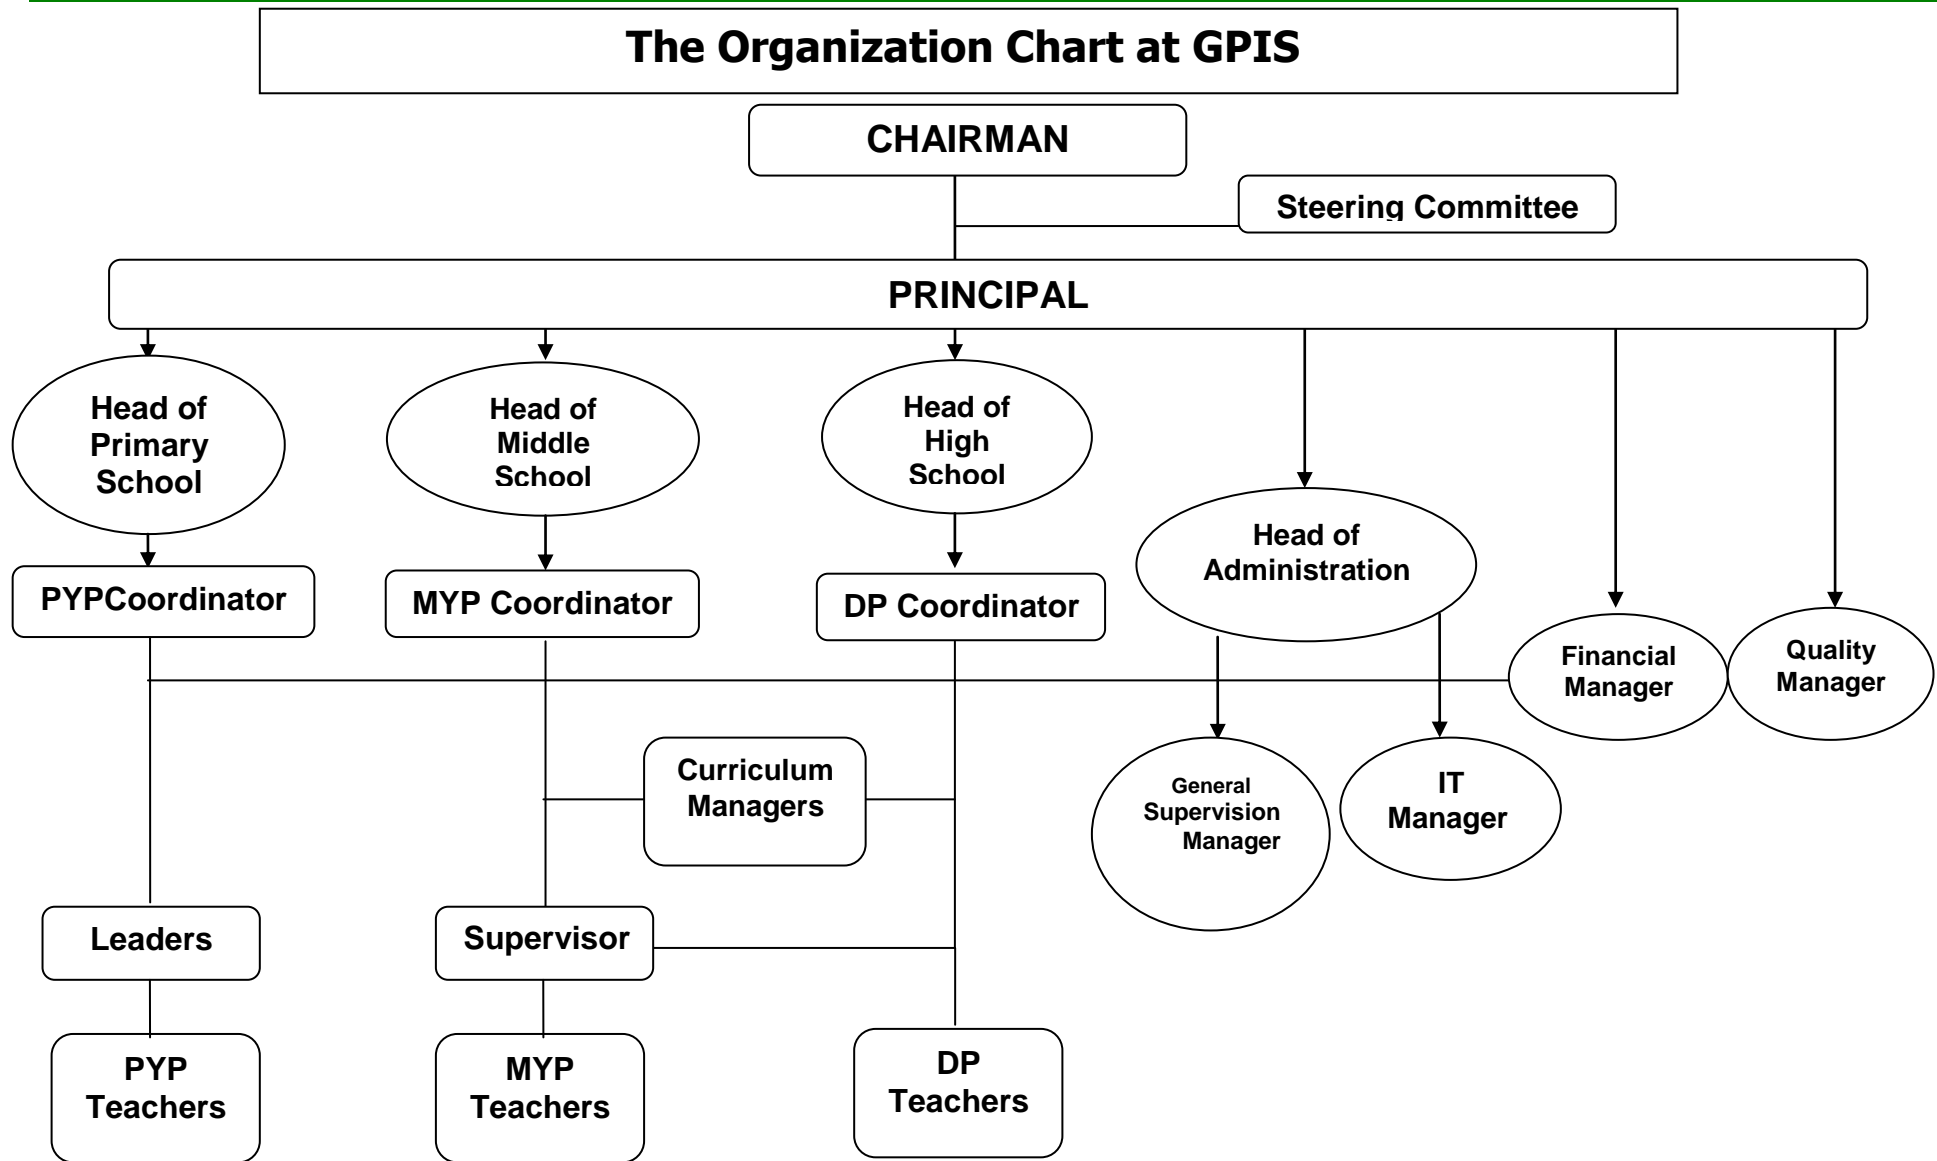 The Organization Chart at GPIS
CHAIRMAN
Steering Committee
PRINCIPAL
Head of
Primary
School
Head of
Middle
School
Head of
High
School
Head of
Administration
PYPCoordinator
MYP Coordinator
DP Coordinator
Financial
Manager
Quality
Manager
Curriculum
Managers
General
Supervision
Manager
IT
Manager
Leaders
Supervisor
PYP
Teachers
MYP
Teachers
DP
Teachers